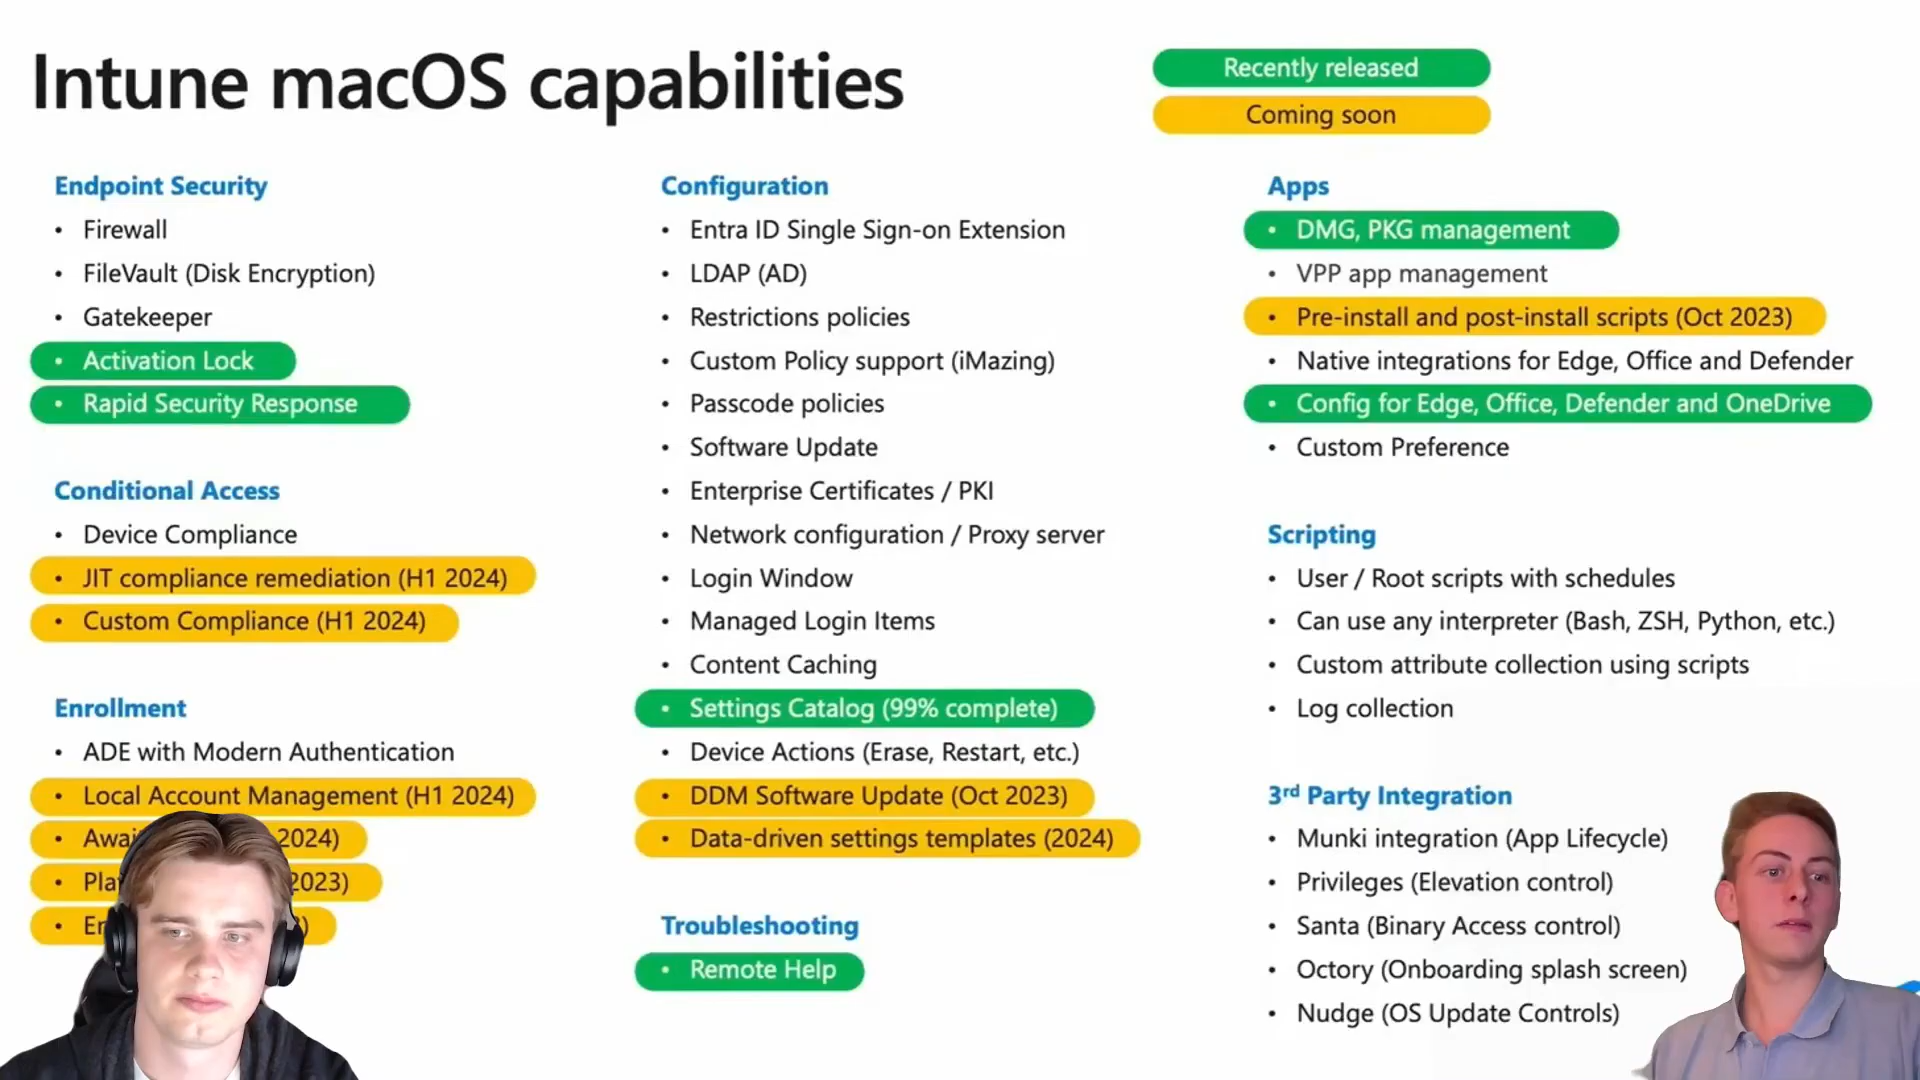 Intune macOS capabilities
Recently released
Coming soon
Endpoint Security
• Firewall
• FileVault (Disk Encryption)
• Gatekeeper
• Activation Lock
• Rapid Security Response
Conditional Access
• Device Compliance
• JIT compliance remediation (H1 2024)
• Custom Compliance (H1 2024)
Enrollment
• ADE with Modern Authentication
• Local Account Management (H1 2024)
• 2024)
• 2023)
•
Configuration
• Entra ID Single Sign-on Extension
• LDAP (AD)
• Restrictions policies
• Custom Policy support (iMazing)
• Passcode policies
• Software Update
• Enterprise Certificates / PKI
• Network configuration / Proxy server
• Login Window
• Managed Login Items
• Content Caching
• Settings Catalog (99% complete)
• Device Actions (Erase, Restart, etc.)
• DDM Software Update (Oct 2023)
• Data-driven settings templates (2024)
Troubleshooting
• Remote Help
Apps
• DMG, PKG management
• VPP app management
• Pre-install and post-install scripts (Oct 2023)
• Native integrations for Edge, Office and Defender
• Config for Edge, Office, Defender and OneDrive
• Custom Preference
Scripting
• User / Root scripts with schedules
• Can use any interpreter (Bash, ZSH, Python, etc.)
• Custom attribute collection using scripts
• Log collection
3rd Party Integration
• Munki integration (App Lifecycle)
• Privileges (Elevation control)
• Santa (Binary Access control)
• Octory (Onboarding splash screen)
• Nudge (OS Update Controls)